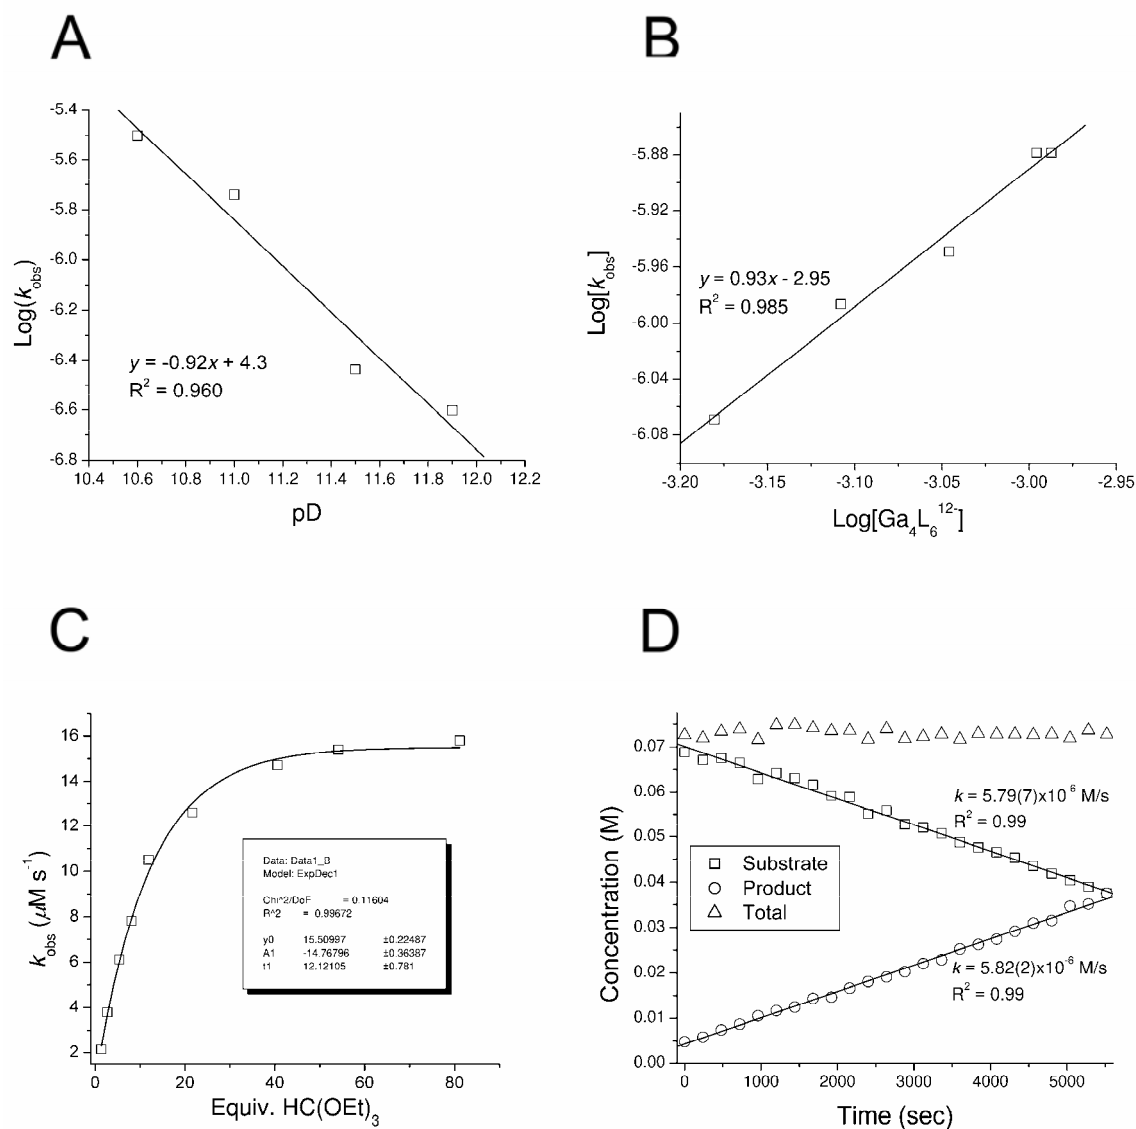 A
-5.4
-5.6
-5.8
-6.0
-6.2
-6.4
-6.6
-6.8
Log(k_obs)
y = -0.92x + 4.3
R² = 0.960
10.4 10.6 10.8 11.0 11.2 11.4 11.6 11.8 12.0 12.2
pD
B
-5.88
-5.92
-5.96
-6.00
-6.04
-6.08
Log[k_obs]
y = 0.93x - 2.95
R² = 0.985
-3.20 -3.15 -3.10 -3.05 -3.00 -2.95
Log[Ga₄L₆¹²⁻]
C
16
14
12
10
8
6
4
2
k_obs (μM s⁻¹)
Data: Data1_B
Model: ExpDec1
Chi^2/DoF = 0.11604
R^2 = 0.99672
y0 15.50997 ±0.22487
A1 -14.76796 ±0.36387
t1 12.12105 ±0.781
0 20 40 60 80
Equiv. HC(OEt)₃
D
0.07
0.06
0.05
0.04
0.03
0.02
0.01
0.00
Concentration (M)
k = 5.79(7)x10⁻⁶ M/s
R² = 0.99
Substrate
Product
Total
k = 5.82(2)x10⁻⁶ M/s
R² = 0.99
0 1000 2000 3000 4000 5000
Time (sec)